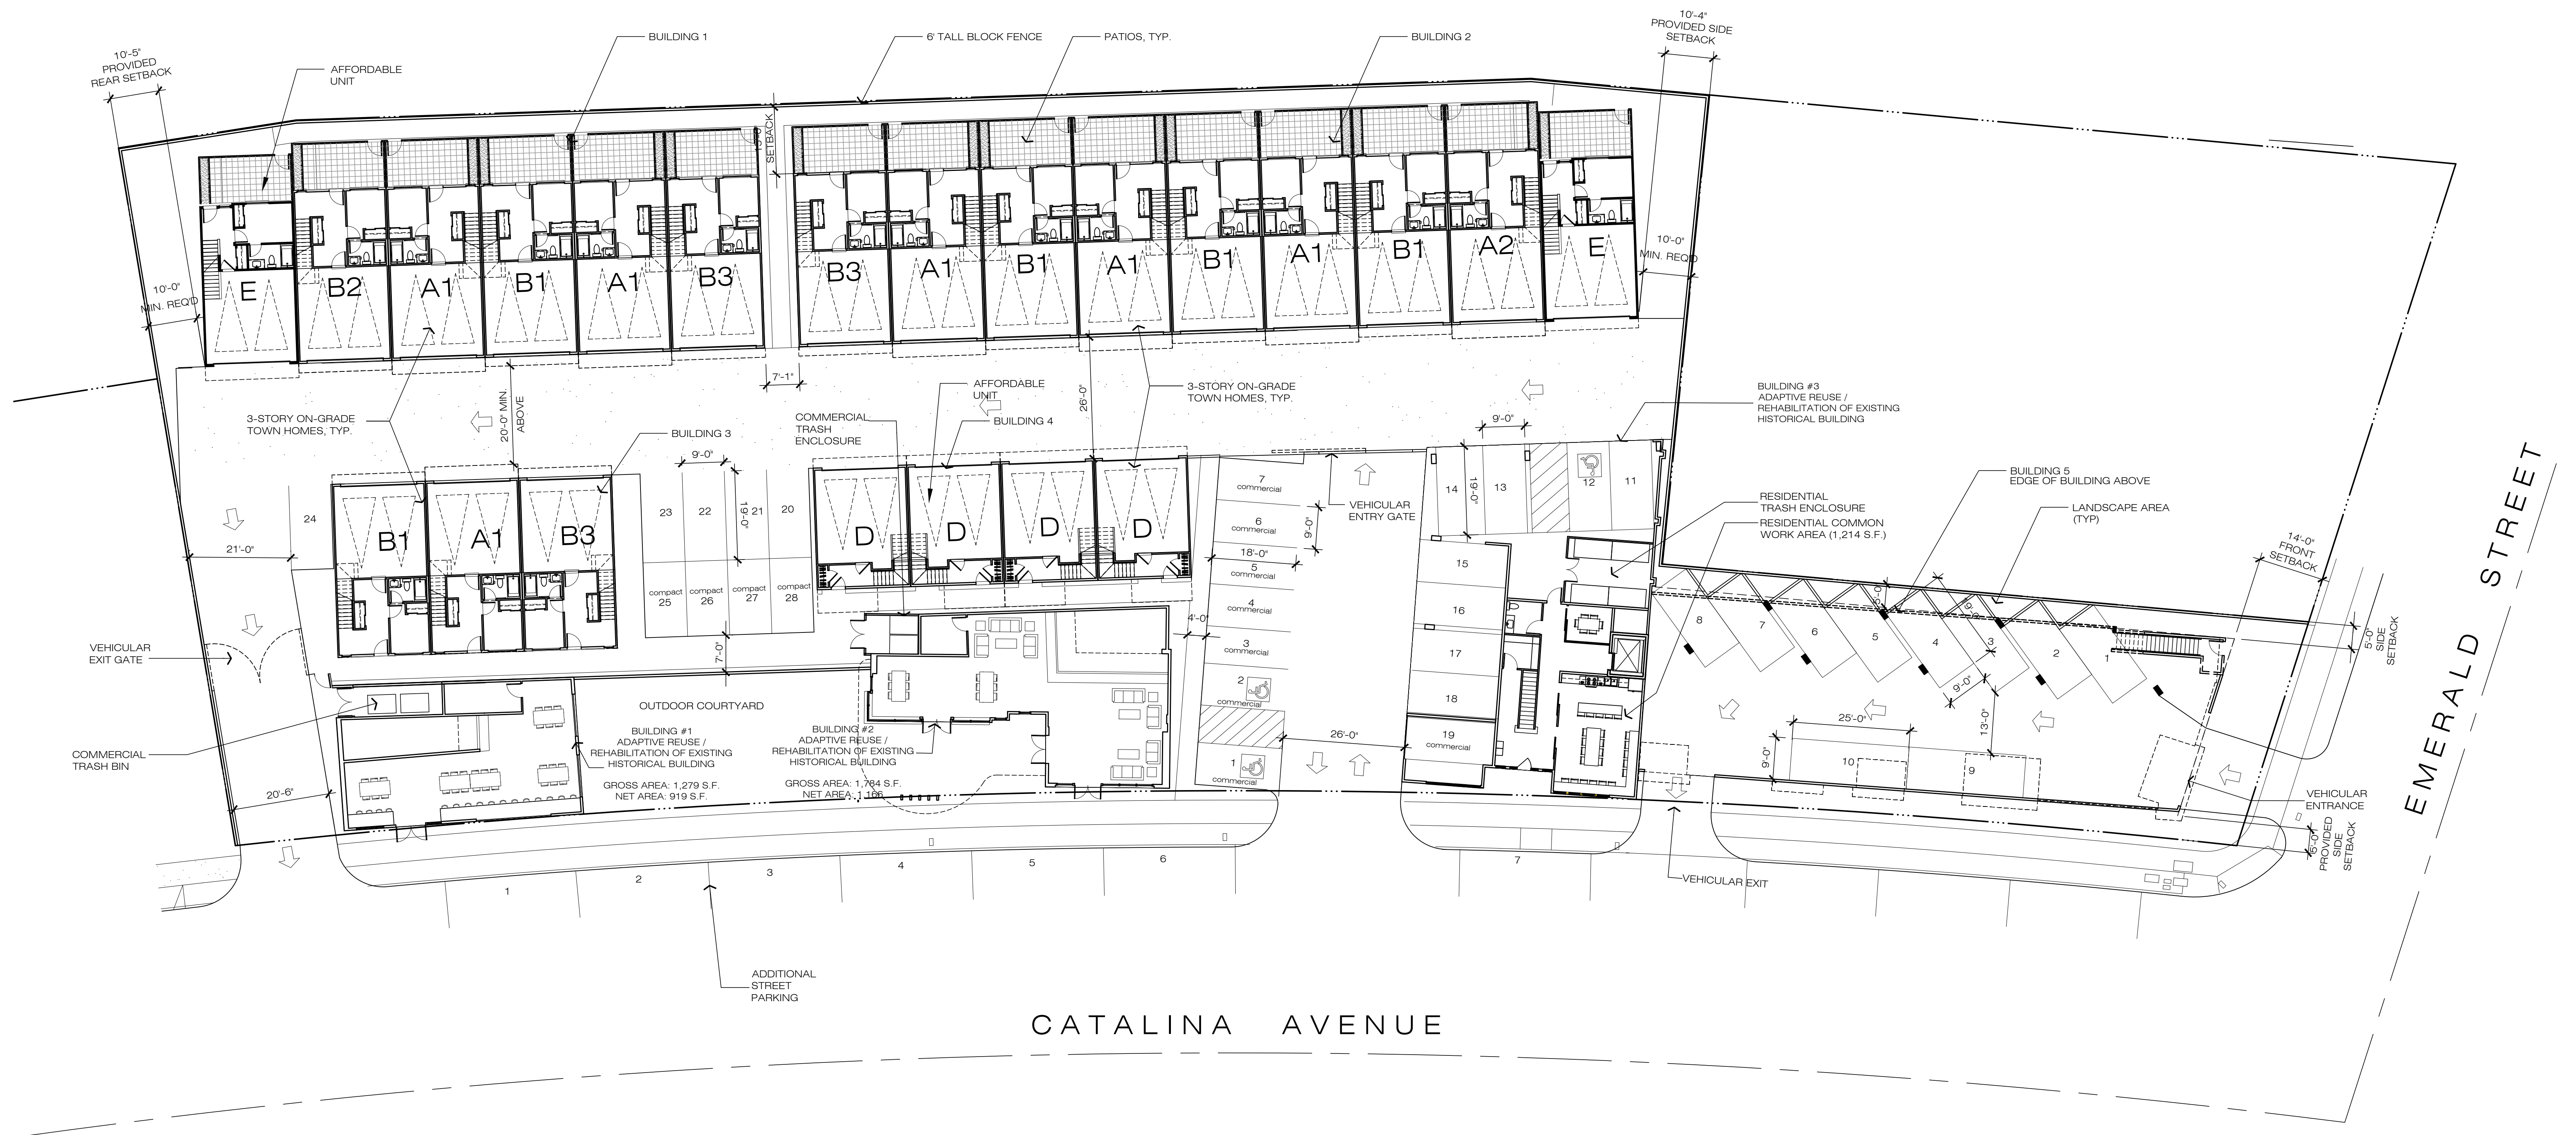 10'-5"
PROVIDED
REAR SETBACK
AFFORDABLE
UNIT
BUILDING 1
6' TALL BLOCK FENCE
PATIOS, TYP.
BUILDING 2
10'-4"
PROVIDED SIDE
SETBACK
SETBACK
10'-0"
MIN. REQ'D
10'-0"
MIN. REQ'D
E
B2
A1
B1
A1
B3
B3
A1
B1
A1
B1
A1
B1
A2
E
7'-1"
20'-0" MIN.
ABOVE
26'-0"
3-STORY ON-GRADE
TOWN HOMES, TYP.
BUILDING 3
COMMERCIAL
TRASH
ENCLOSURE
AFFORDABLE
UNIT
BUILDING 4
3-STORY ON-GRADE
TOWN HOMES, TYP.
BUILDING #3
ADAPTIVE REUSE /
REHABILITATION OF EXISTING
HISTORICAL BUILDING
9'-0"
9'-0"
19'-0"
19'-0"
24
B1
A1
B3
23
22
21
20
D
D
D
D
7
commercial
6
commercial
9'-0"
18'-0"
5
commercial
4
commercial
3
commercial
2
commercial
1
commercial
VEHICULAR
ENTRY GATE
14
13
12
11
15
16
17
18
19
commercial
RESIDENTIAL
TRASH ENCLOSURE
RESIDENTIAL COMMON
WORK AREA (1,214 S.F.)
BUILDING 5
EDGE OF BUILDING ABOVE
LANDSCAPE AREA
(TYP)
14'-0"
FRONT
SETBACK
21'-0"
compact
25
compact
26
compact
27
compact
28
4'-0"
7'-0"
8
7
6
5
4
3
2
1
9'-0"
9'-0"
13'-0"
25'-0"
9'-0"
10
9
5'-0"
SIDE
SETBACK
VEHICULAR
EXIT GATE
COMMERCIAL
TRASH BIN
20'-6"
OUTDOOR COURTYARD
BUILDING #1
ADAPTIVE REUSE /
REHABILITATION OF EXISTING
HISTORICAL BUILDING
GROSS AREA: 1,279 S.F.
NET AREA: 919 S.F.
BUILDING #2
ADAPTIVE REUSE /
REHABILITATION OF EXISTING
HISTORICAL BUILDING
GROSS AREA: 1,784 S.F.
NET AREA: 1,166
26'-0"
VEHICULAR
ENTRANCE
5'-0"
PROVIDED
SIDE
SETBACK
VEHICULAR EXIT
1
2
3
4
5
6
7
ADDITIONAL
STREET
PARKING
CATALINA AVENUE
EMERALD STREET